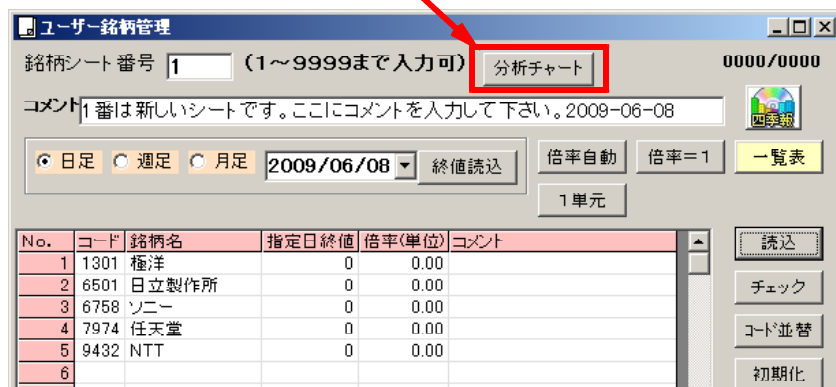 ユーザー銘柄管理
銘柄シート番号 1 (1～9999まで入力可) 分析チャート 0000/0000
コメント 1番は新しいシートです。ここにコメントを入力して下さい。2009-06-08 四季報
日足 週足 月足 2009/06/08 終値読込 倍率自動 倍率＝1 一覧表
1単元
No. コード 銘柄名 指定日終値 倍率(単位) コメント 読込
1 1301 極洋 0 0.00
2 6501 日立製作所 0 0.00 チェック
3 6758 ソニー 0 0.00
4 7974 任天堂 0 0.00 コード並替
5 9432 NTT 0 0.00
6 初期化